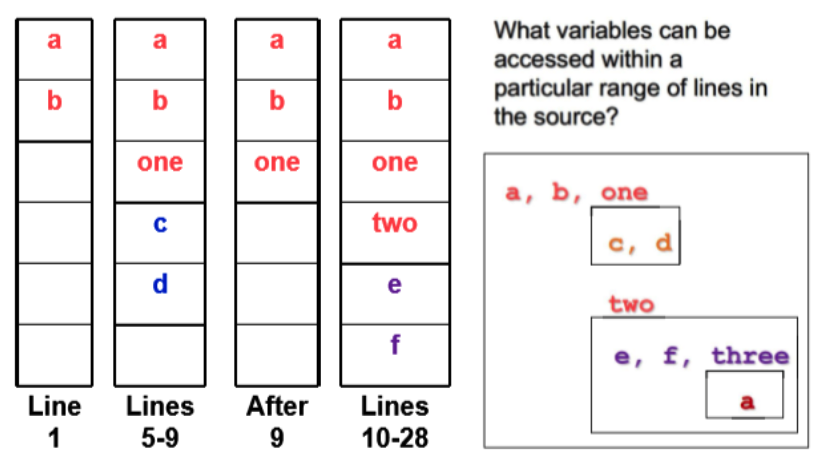 a a a a
b b b b
one one one
c two
d e
f
Line Lines After Lines
1 5-9 9 10-28
What variables can be
accessed within a
particular range of lines in
the source?
a, b, one
c, d
two
e, f, three
a